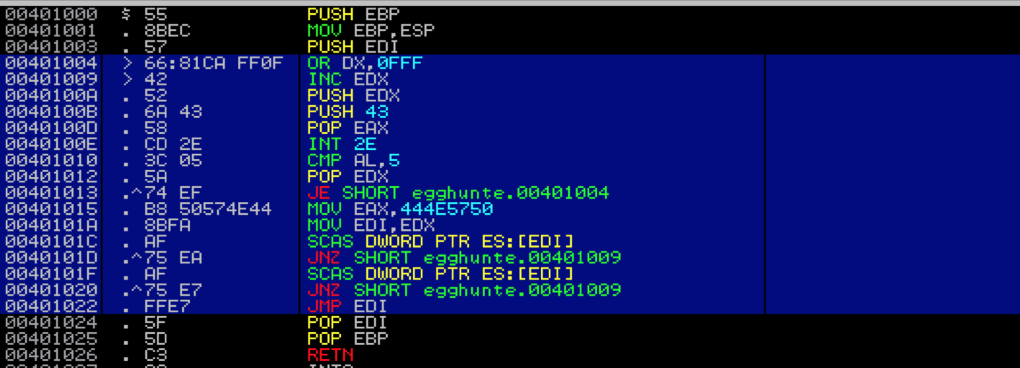 00401000 $ 55 PUSH EBP
00401001 . 8BEC MOV EBP,ESP
00401003 . 57 PUSH EDI
00401004 > 66:81CA FF0F OR DX,0FFF
00401009 > 42 INC EDX
0040100A . 52 PUSH EDX
0040100B . 6A 43 PUSH 43
0040100D . 58 POP EAX
0040100E . CD 2E INT 2E
00401010 . 3C 05 CMP AL,5
00401012 . 5A POP EDX
00401013 .^74 EF JE SHORT egghunte.00401004
00401015 . B8 50574E44 MOV EAX,444E5750
0040101A . 8BFA MOV EDI,EDX
0040101C . AF SCAS DWORD PTR ES:[EDI]
0040101D .^75 EA JNZ SHORT egghunte.00401009
0040101F . AF SCAS DWORD PTR ES:[EDI]
00401020 .^75 E7 JNZ SHORT egghunte.00401009
00401022 . FFE7 JMP EDI
00401024 . 5F POP EDI
00401025 . 5D POP EBP
00401026 . C3 RETN